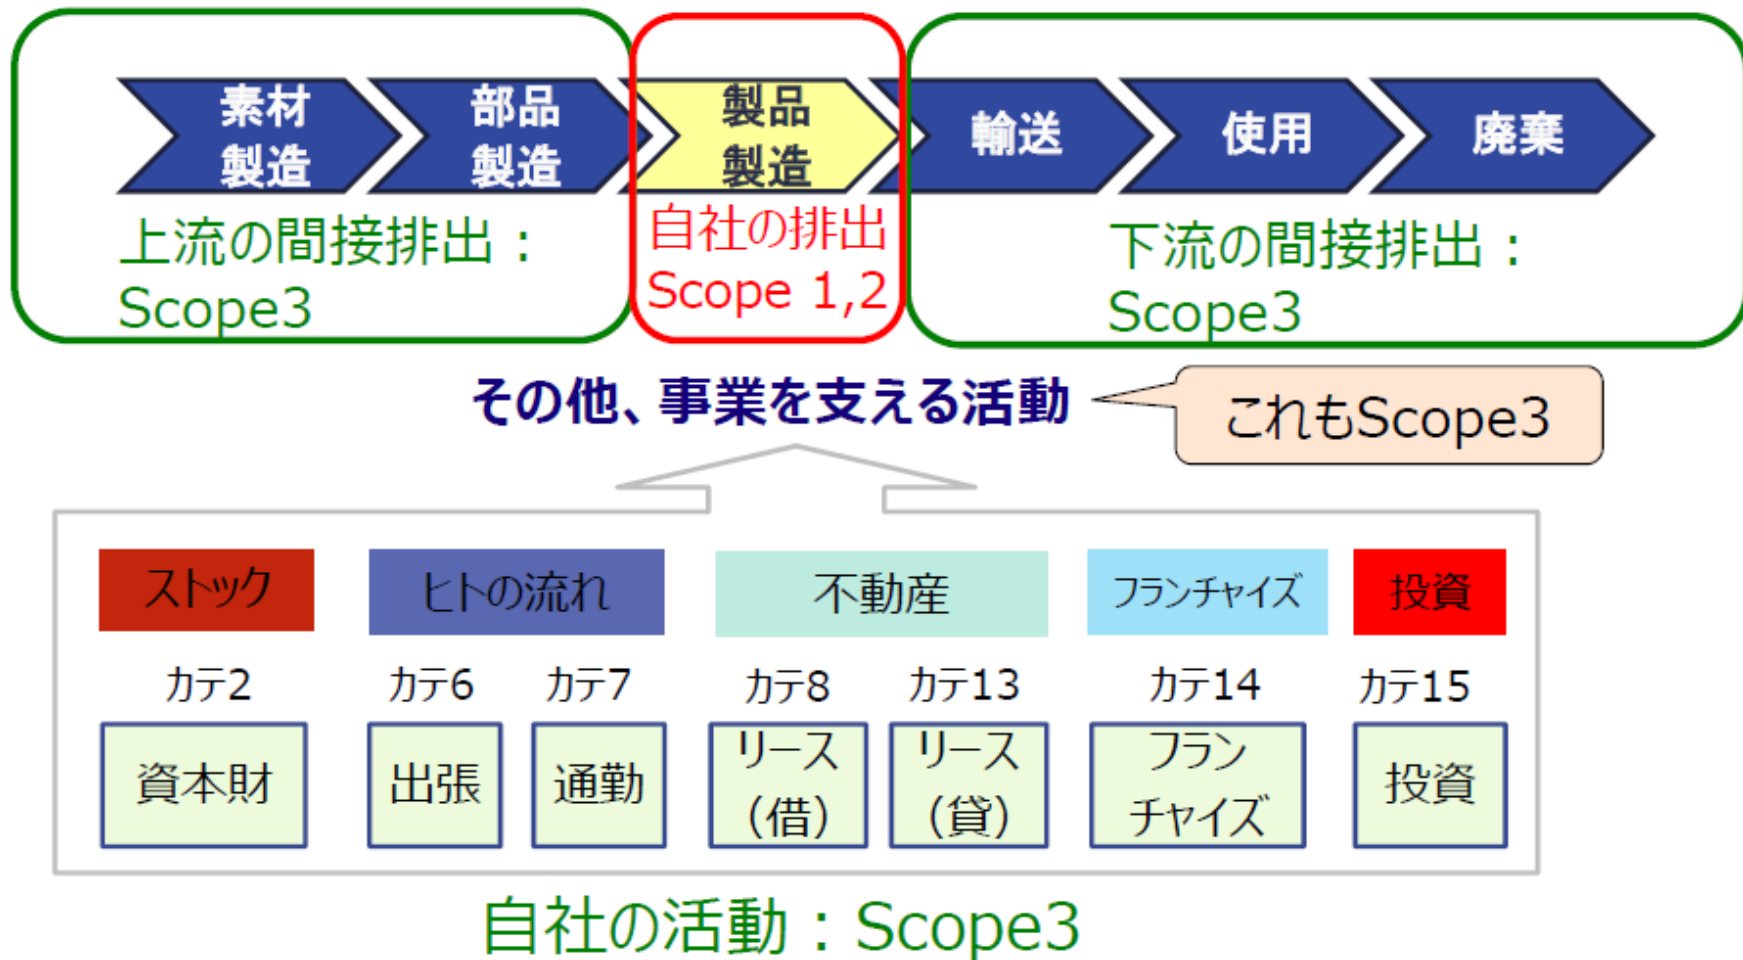 素材
製造
部品
製造
製品
製造
輸送
使用
廃棄
上流の間接排出：
Scope3
自社の排出
Scope 1,2
下流の間接排出：
Scope3
その他、事業を支える活動
これもScope3
ストック
ヒトの流れ
不動産
フランチャイズ
投資
カテ2
カテ6
カテ7
カテ8
カテ13
カテ14
カテ15
資本財
出張
通勤
リース
（借）
リース
（貸）
フラン
チャイズ
投資
自社の活動：Scope3